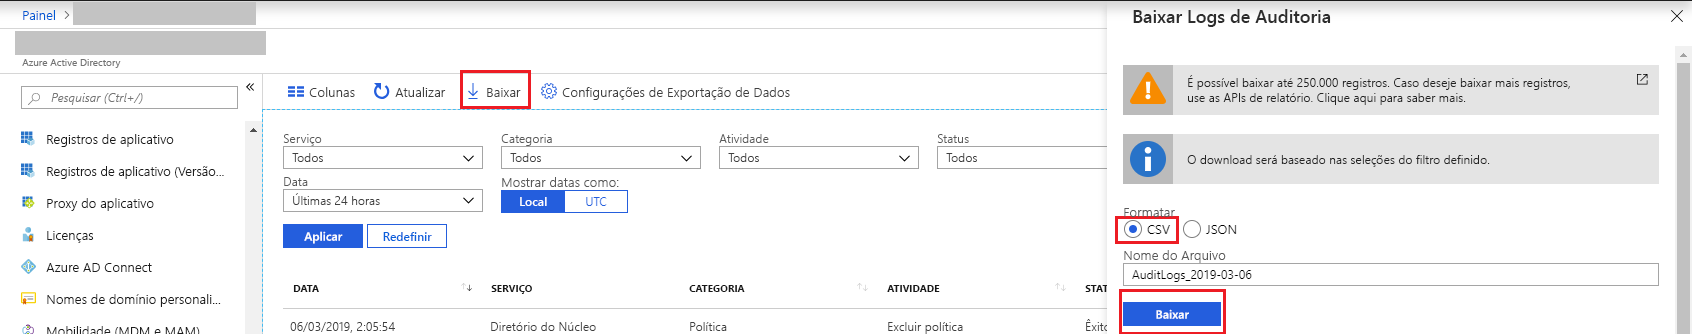 Painel >
Azure Active Directory
Pesquisar (Ctrl+/)
Registros de aplicativo
Registros de aplicativo (Versão...
Proxy do aplicativo
Licenças
Azure AD Connect
Nomes de domínio personali...
Mobilidade (MDM e MAM)
Colunas Atualizar Baixar Configurações de Exportação de Dados
Serviço Categoria Atividade Status
Todos Todos Todos Todos
Data Mostrar datas como:
Últimas 24 horas Local UTC
Aplicar Redefinir
DATA SERVIÇO CATEGORIA ATIVIDADE STAT
06/03/2019, 2:05:54 Diretório do Núcleo Política Excluir política Êxito
Baixar Logs de Auditoria
É possível baixar até 250.000 registros. Caso deseje baixar mais registros,
use as APIs de relatório. Clique aqui para saber mais.
O download será baseado nas seleções do filtro definido.
Formatar
CSV JSON
Nome do Arquivo
AuditLogs_2019-03-06
Baixar